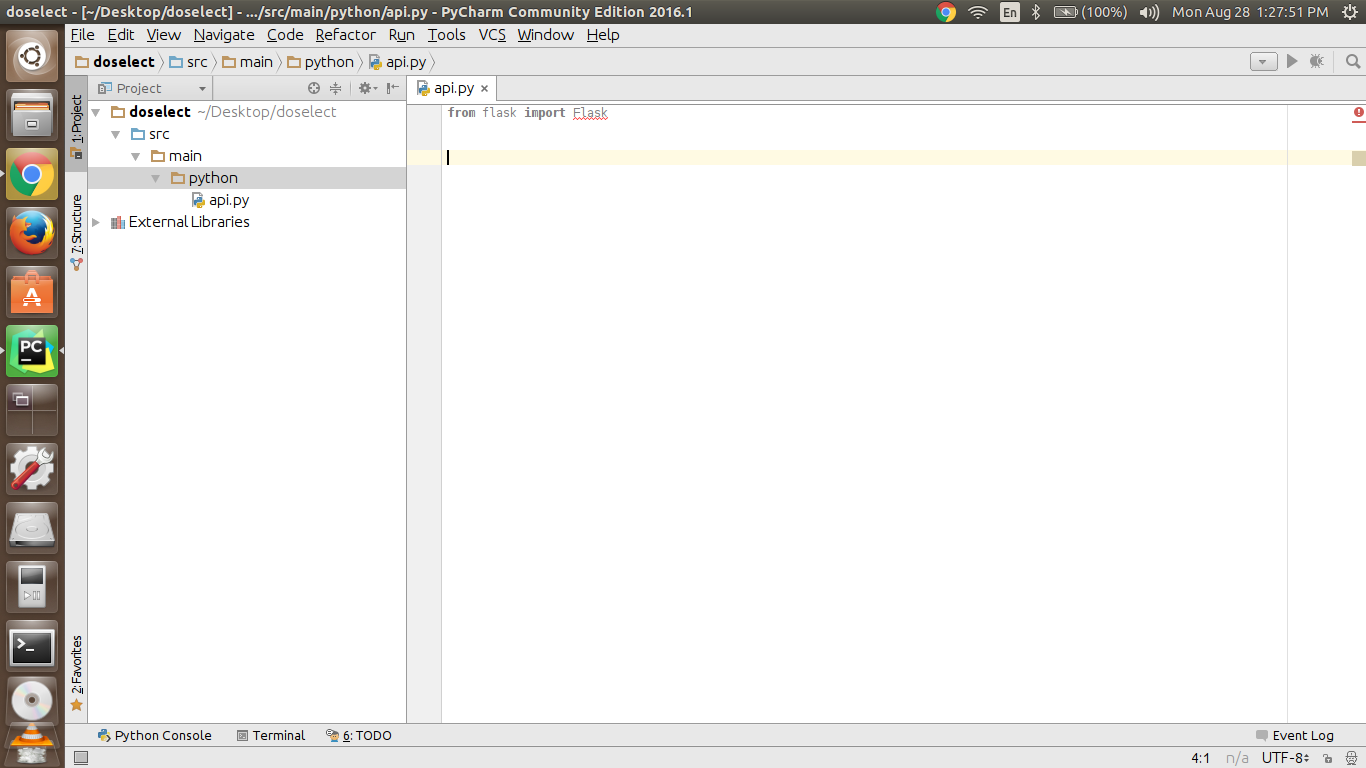 doselect - [~/Desktop/doselect] - .../src/main/python/api.py - PyCharm Community Edition 2016.1 En (100%) Mon Aug 28 1:27:51 PM
File Edit View Navigate Code Refactor Run Tools VCS Window Help
doselect src main python api.py
Project api.py
1: Project
7: Structure
2: Favorites
doselect ~/Desktop/doselect
src
main
python
api.py
External Libraries
from flask import Flask
PC
Python Console Terminal 6: TODO Event Log
4:1 n/a UTF-8